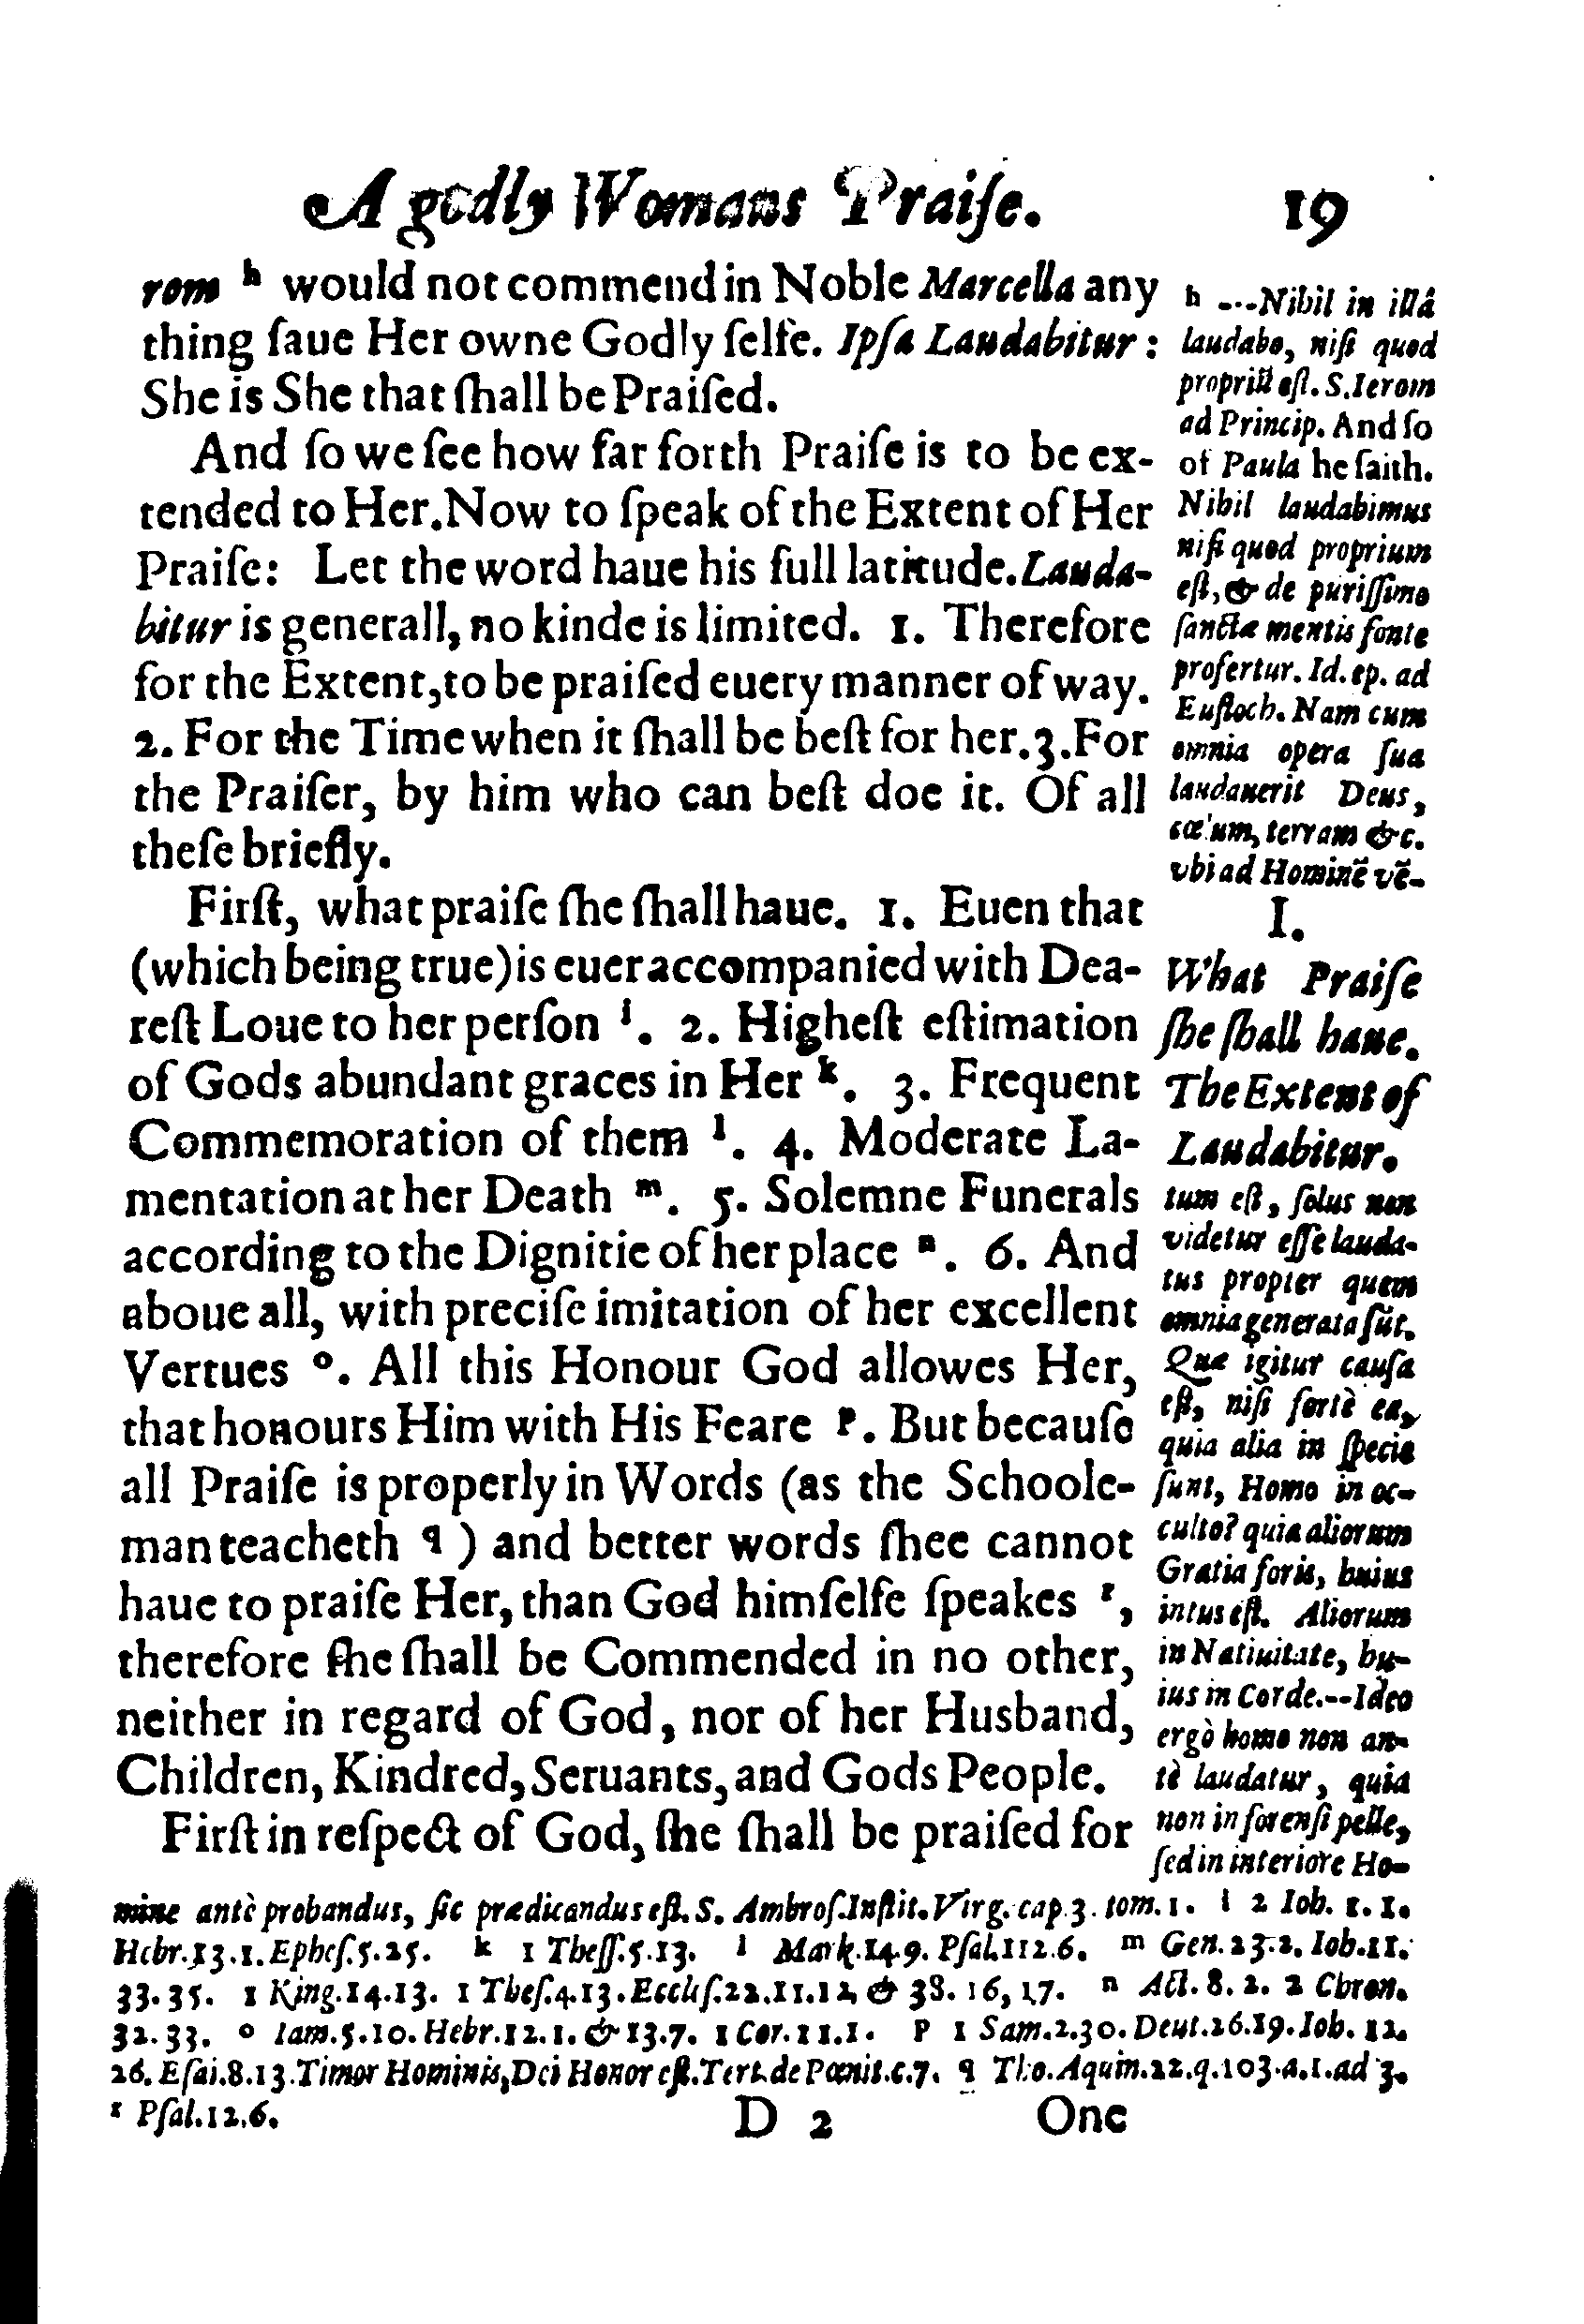 A godly Womans Praiſe. 19
rom h would not commend in Noble Marcella any
thing ſaue Her owne Godly ſelfe. Ipſa Laudabitur:
She is She that ſhall be Praiſed.
And ſo we ſee how far forth Praiſe is to be ex-
tended to Her. Now to ſpeak of the Extent of Her
Praiſe: Let the word haue his full latitude. Lauda-
bitur is generall, no kinde is limited. 1. Therefore
for the Extent, to be praiſed euery manner of way.
2. For the Time when it ſhall be beſt for her. 3. For
the Praiſer, by him who can beſt doe it. Of all
theſe briefly.
Firſt, what praiſe ſhe ſhall haue. 1. Euen that
(which being true) is euer accompanied with Dea-
reſt Loue to her perſon i. 2. Higheſt eſtimation
of Gods abundant graces in Her k. 3. Frequent
Commemoration of them l. 4. Moderate La-
mentation at her Death m. 5. Solemne Funerals
according to the Dignitie of her place n. 6. And
aboue all, with preciſe imitation of her excellent
Vertues o. All this Honour God allowes Her,
that honours Him with His Feare p. But becauſe
all Praiſe is properly in Words (as the Schoole-
man teacheth q) and better words ſhee cannot
haue to praiſe Her, than God himſelfe ſpeakes r,
therefore ſhe ſhall be Commended in no other,
neither in regard of God, nor of her Husband,
Children, Kindred, Seruants, and Gods People.
Firſt in reſpect of God, ſhe ſhall be praiſed for
h ---Nihil in illâ
laudabo, niſi quod
propriũ eſt. S. Ierom
ad Princip. And ſo
of Paula he ſaith.
Nihil laudabimus
niſi quod proprium
eſt, & de puriſſimo
ſanctæ mentis fonte
profertur. Id. ep. ad
Euſtoch. Nam cum
omnia opera ſua
laudauerit Deus,
cœlum, terram &c.
vbi ad Hominẽ vẽ-
I.
What Praiſe
ſhe ſhall haue.
The Extent of
Laudabitur.
tum eſt, ſolus non
videtur eſſe lauda-
tus propter quem
omnia generata ſũt.
Quæ igitur cauſa
eſt, niſi fortè ea,
quia alia in ſpecie
ſunt, Homo in oc-
culto? quia aliorum
Gratia foris, huius
intus eſt. Aliorum
in Natiuitate, hu-
ius in Corde.--Ideo
ergò homo non an-
tè laudatur, quia
non in forenſi pelle,
ſed in interiore Ho-
mine antè probandus, ſic prædicandus eſt. S. Ambroſ. Inſtit. Virg. cap. 3. tom. 1. i 2 Ioh. 1. 1.
Hebr. 13. 1. Epheſ. 5. 25. k 1 Theſſ. 5. 13. l Mark. 14. 9. Pſal. 112. 6. m Gen. 23. 2. Iob. 11.
33. 35. 1 King. 14. 13. 1 Theſ. 4. 13. Eccluſ. 22. 11. 12. & 38. 16, 17. n Act. 8. 2. 2 Chron.
32. 33. o Iam. 5. 10. Hebr. 12. 1. & 13. 7. 1 Cor. 11. 1. p 1 Sam. 2. 30. Deut. 26. 19. Ioh. 12.
26. Eſai. 8. 13. Timor Hominis, Dei Honor eſt. Tert. de Pœnit. c. 7. q Tho. Aquin. 22. q. 103. a. 1. ad 3.
r Pſal. 12. 6.
D 2 One